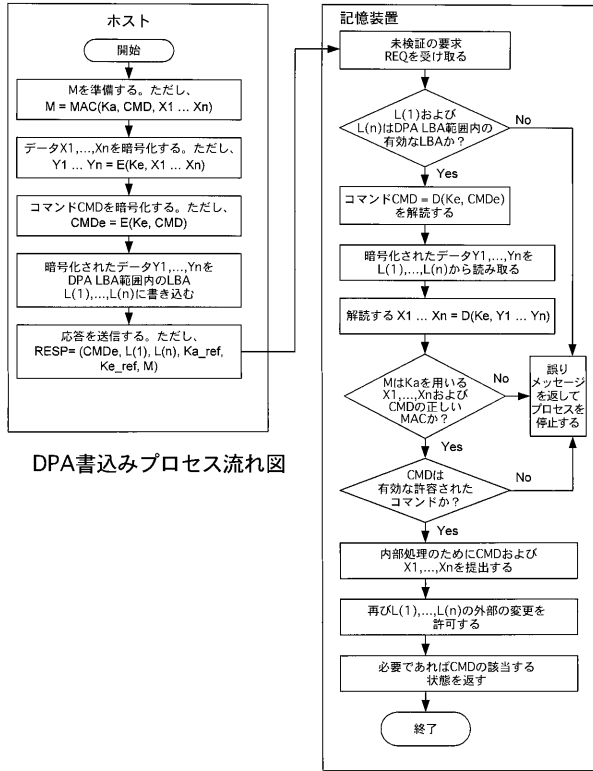 ホスト
開始
Mを準備する。ただし、
M = MAC(Ka, CMD, X1 ... Xn)
データX1,...,Xnを暗号化する。ただし、
Y1 ... Yn = E(Ke, X1 ... Xn)
コマンドCMDを暗号化する。ただし、
CMDe = E(Ke, CMD)
暗号化されたデータY1,...,Ynを
DPA LBA範囲内のLBA
L(1),...,L(n)に書き込む
応答を送信する。ただし、
RESP= (CMDe, L(1), L(n), Ka_ref,
Ke_ref, M)
DPA書込みプロセス流れ図
記憶装置
未検証の要求
REQを受け取る
L(1)および
L(n)はDPA LBA範囲内の
有効なLBAか？
No
Yes
コマンドCMD = D(Ke, CMDe)
を解読する
暗号化されたデータY1,...,Ynを
L(1),...,L(n)から読み取る
解読する X1 ... Xn = D(Ke, Y1 ... Yn)
MはKaを用いる
X1,...,Xnおよび
CMDの正しい
MACか？
No
Yes
誤り
メッセージ
を返して
プロセスを
停止する
CMDは
有効な許容された
コマンドか？
No
Yes
内部処理のためにCMDおよび
X1,...,Xnを提出する
再びL(1),...,L(n)の外部の変更を
許可する
必要であればCMDの該当する
状態を返す
終了